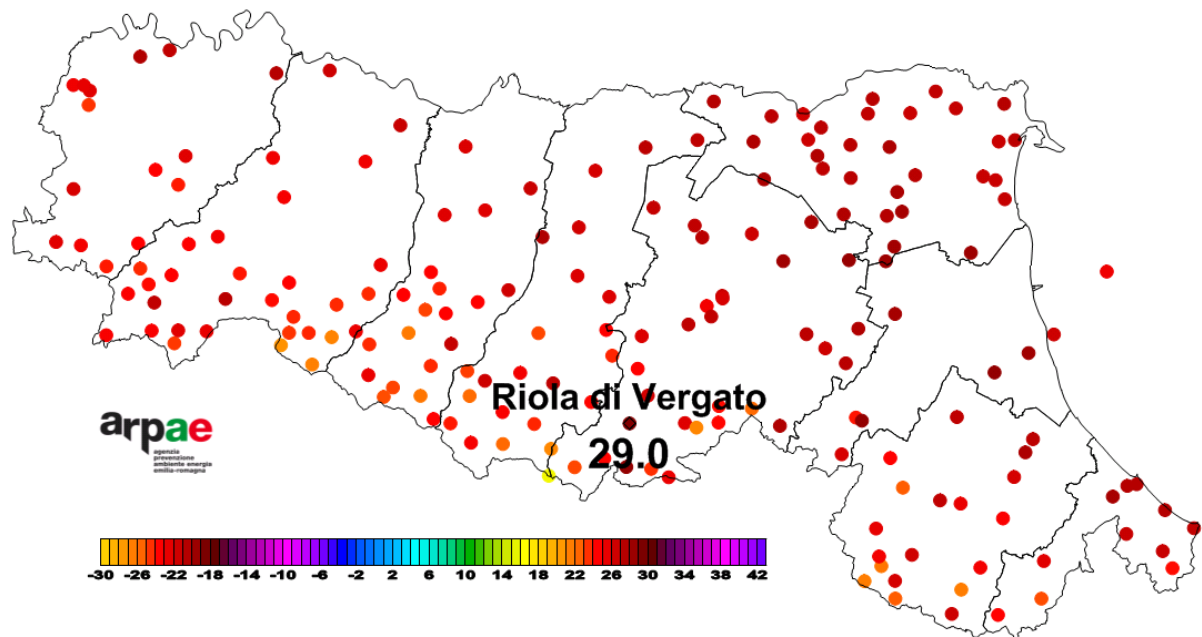 Riola di Vergato
29.0
arpae
agenzia
prevenzione
ambiente energia
emilia-romagna
-30 -26 -22 -18 -14 -10 -6 -2 2 6 10 14 18 22 26 30 34 38 42